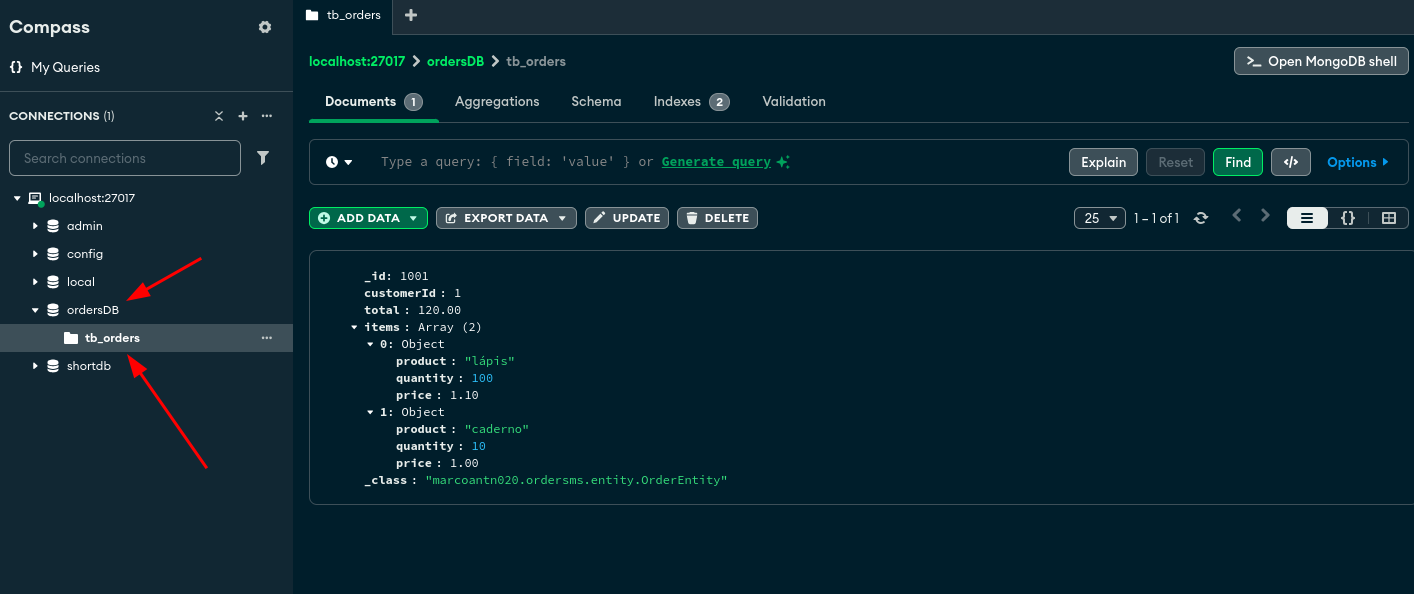 Compass
{} My Queries
CONNECTIONS (1)
Search connections
localhost:27017
admin
config
local
ordersDB
tb_orders
shortdb
tb_orders
localhost:27017 > ordersDB > tb_orders
>_ Open MongoDB shell
Documents 1 Aggregations Schema Indexes 2 Validation
Type a query: { field: 'value' } or Generate query
Explain Reset Find </> Options
ADD DATA EXPORT DATA UPDATE DELETE
25 1 – 1 of 1 {}
_id: 1001
customerId : 1
total : 120.00
items : Array (2)
0: Object
product : "lápis"
quantity : 100
price : 1.10
1: Object
product : "caderno"
quantity : 10
price : 1.00
_class : "marcoantn020.ordersms.entity.OrderEntity"